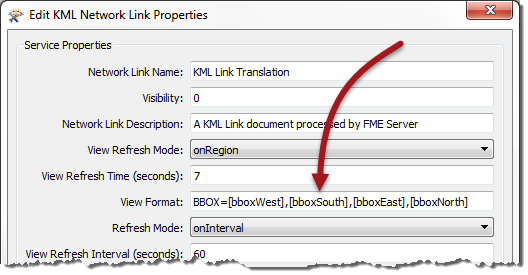 Edit KML Network Link Properties
Service Properties
Network Link Name: KML Link Translation
Visibility: 0
Network Link Description: A KML Link document processed by FME Server
View Refresh Mode: onRegion
View Refresh Time (seconds): 7
View Format: BBOX=[bboxWest],[bboxSouth],[bboxEast],[bboxNorth]
Refresh Mode: onInterval
View Refresh Interval (seconds): 60